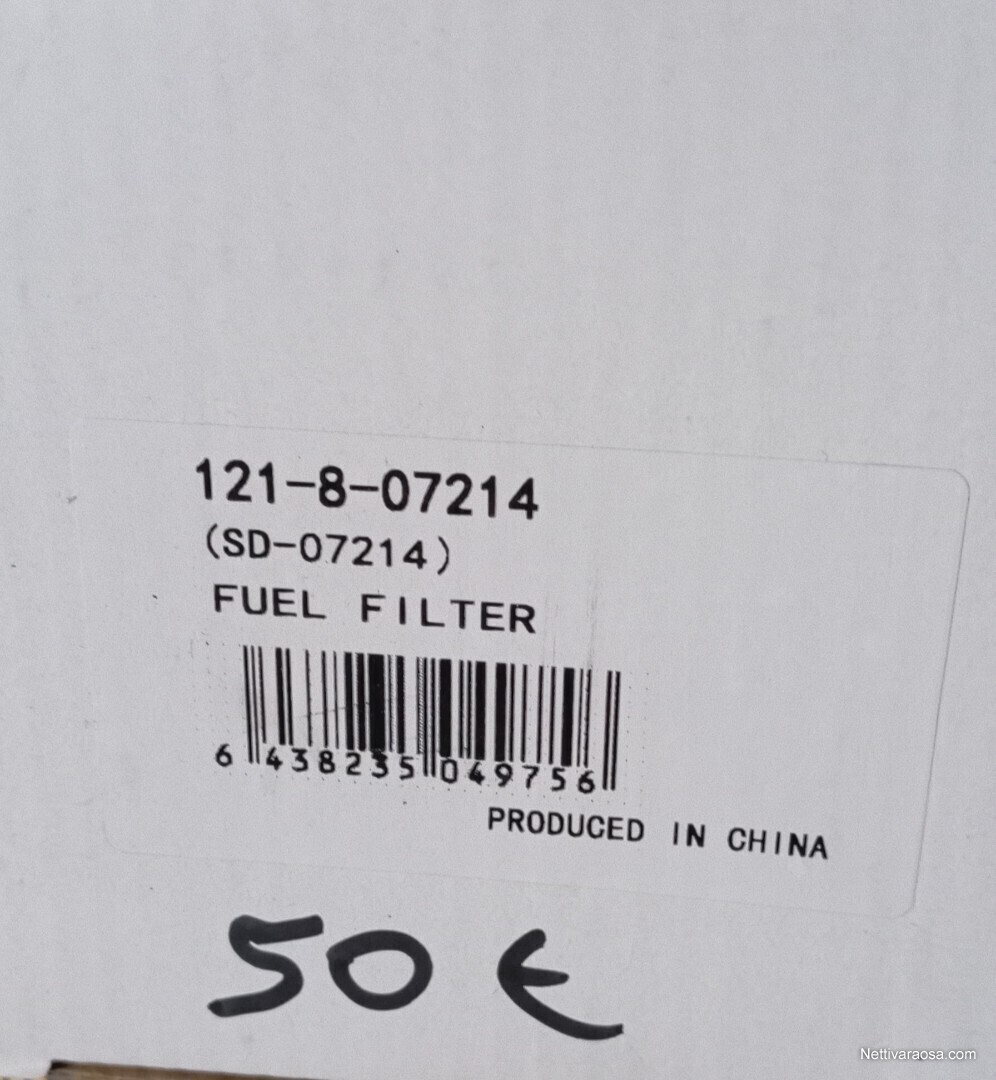 121-8-07214
(SD-07214)
FUEL FILTER
6 438235 049756
PRODUCED IN CHINA
50 €
Nettivaraosa.com